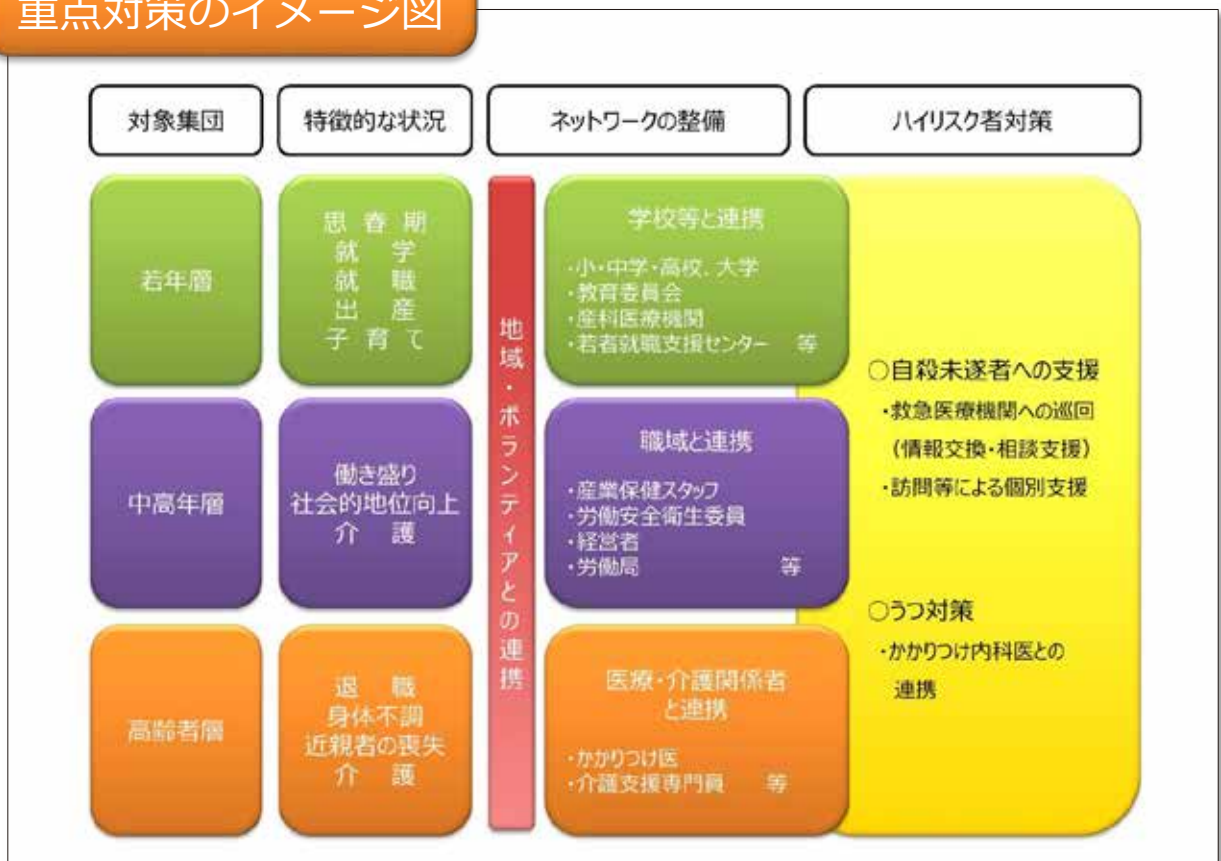 重点対策のイメージ図
対象集団
特徴的な状況
ネットワークの整備
ハイリスク者対策
若年層
思春期
就学
就職
出産
子育て
地域・ボランティアとの連携
学校等と連携
・小・中学・高校、大学
・教育委員会
・産科医療機関
・若者就職支援センター 等
中高年層
働き盛り
社会的地位向上
介護
職域と連携
・産業保健スタッフ
・労働安全衛生委員
・経営者
・労働局 等
高齢者層
退職
身体不調
近親者の喪失
介護
医療・介護関係者
と連携
・かかりつけ医
・介護支援専門員 等
○自殺未遂者への支援
・救急医療機関への巡回
(情報交換・相談支援)
・訪問等による個別支援
○うつ対策
・かかりつけ内科医との
連携